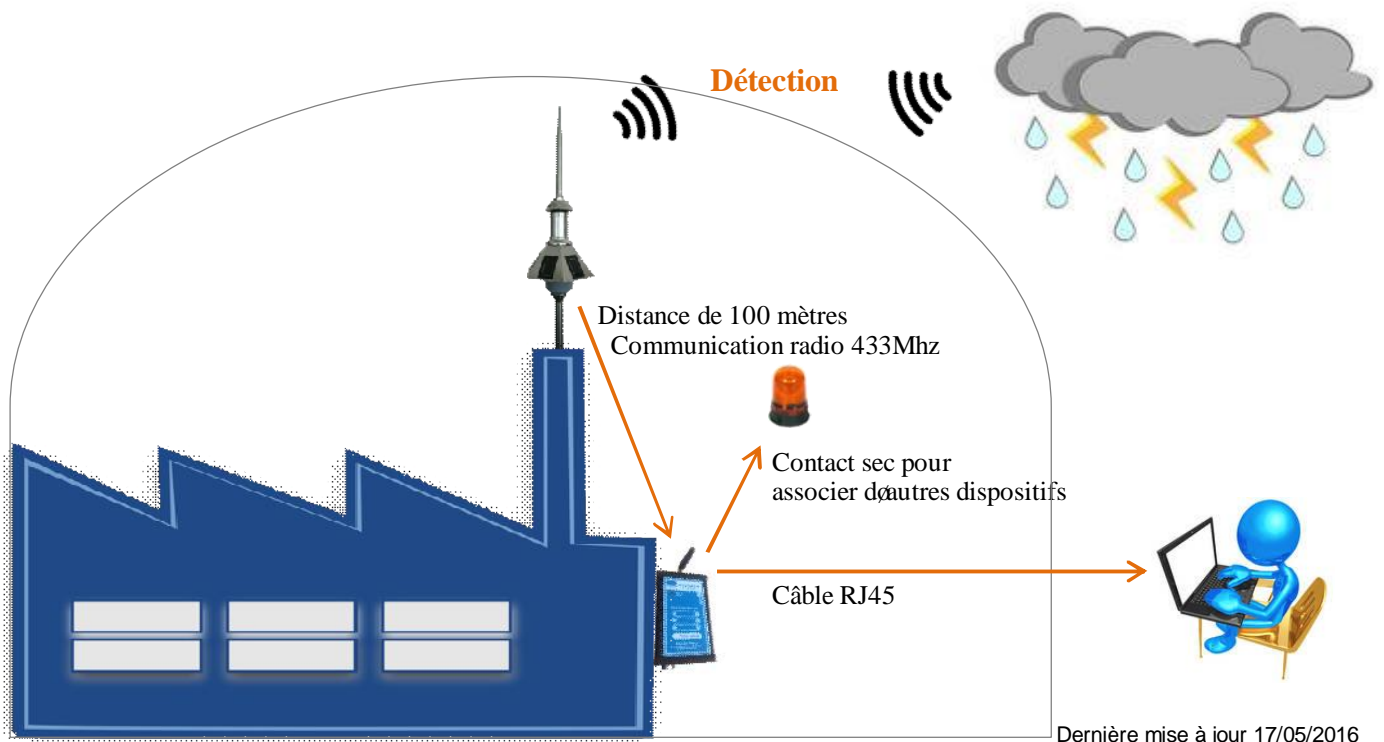 Détection
Distance de 100 mètres
Communication radio 433Mhz
Contact sec pour
associer døautres dispositifs
Câble RJ45
Dernière mise à jour 17/05/2016